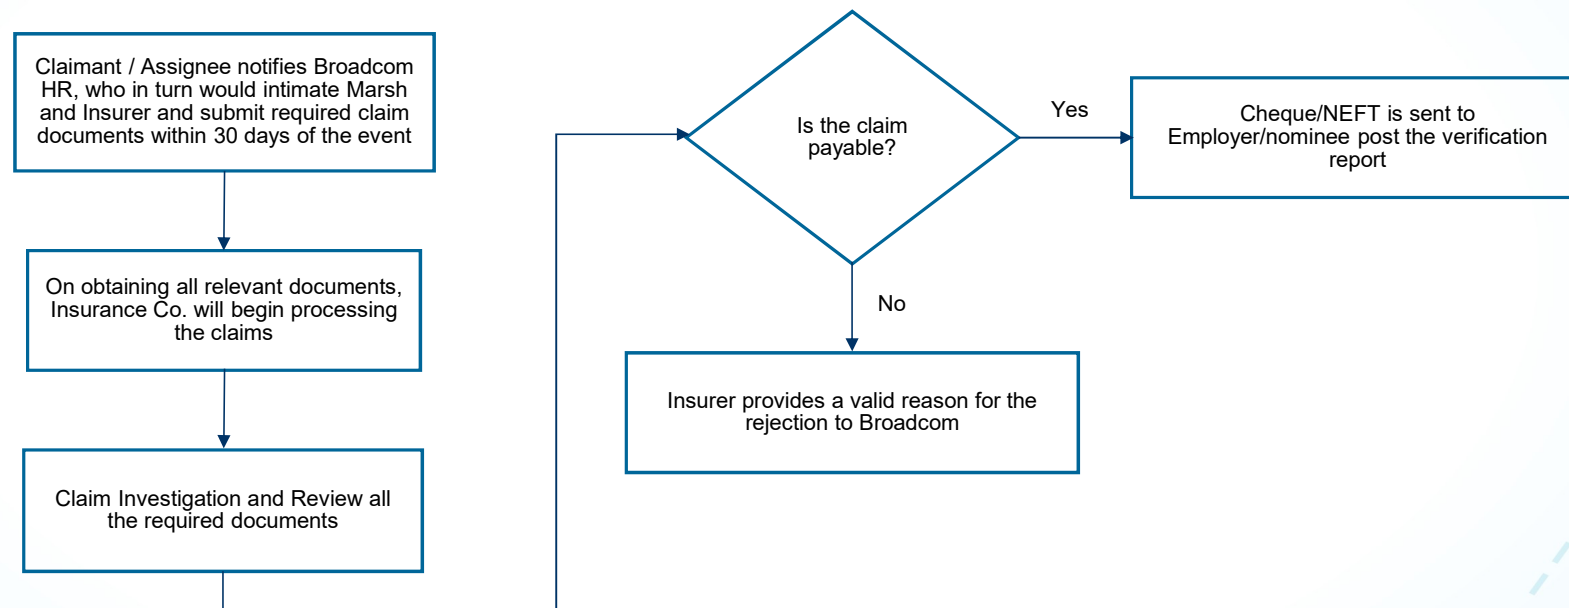 Claimant / Assignee notifies Broadcom
HR, who in turn would intimate Marsh
and Insurer and submit required claim
documents within 30 days of the event
On obtaining all relevant documents,
Insurance Co. will begin processing
the claims
Claim Investigation and Review all
the required documents
Is the claim
payable?
Yes
Cheque/NEFT is sent to
Employer/nominee post the verification
report
No
Insurer provides a valid reason for the
rejection to Broadcom